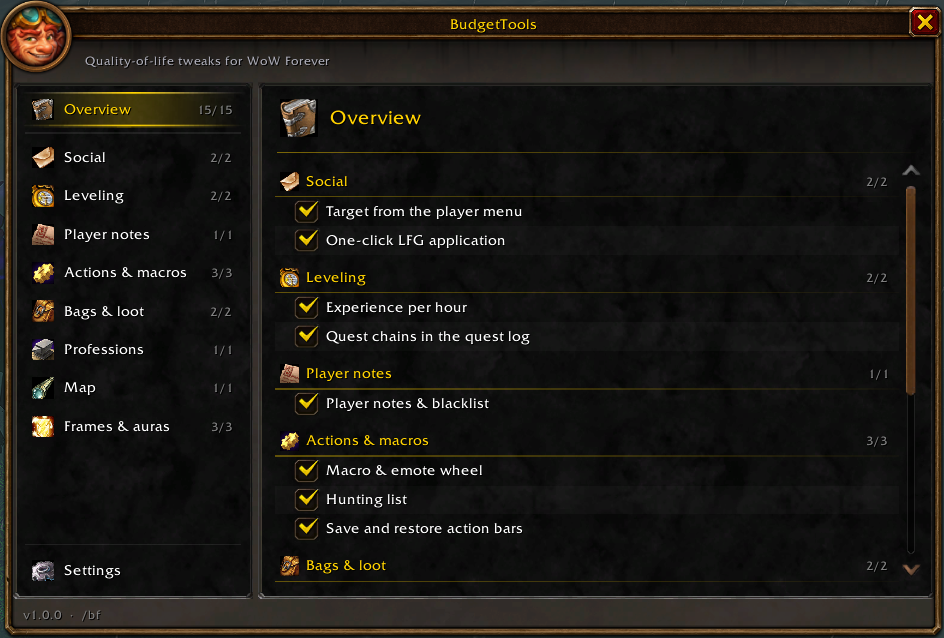 BudgetTools
Quality-of-life tweaks for WoW Forever
Overview 15/15
Social 2/2
Leveling 2/2
Player notes 1/1
Actions & macros 3/3
Bags & loot 2/2
Professions 1/1
Map 1/1
Frames & auras 3/3
Settings
Overview
Social 2/2
Target from the player menu
One-click LFG application
Leveling 2/2
Experience per hour
Quest chains in the quest log
Player notes 1/1
Player notes & blacklist
Actions & macros 3/3
Macro & emote wheel
Hunting list
Save and restore action bars
Bags & loot 2/2
v1.0.0 · /bf